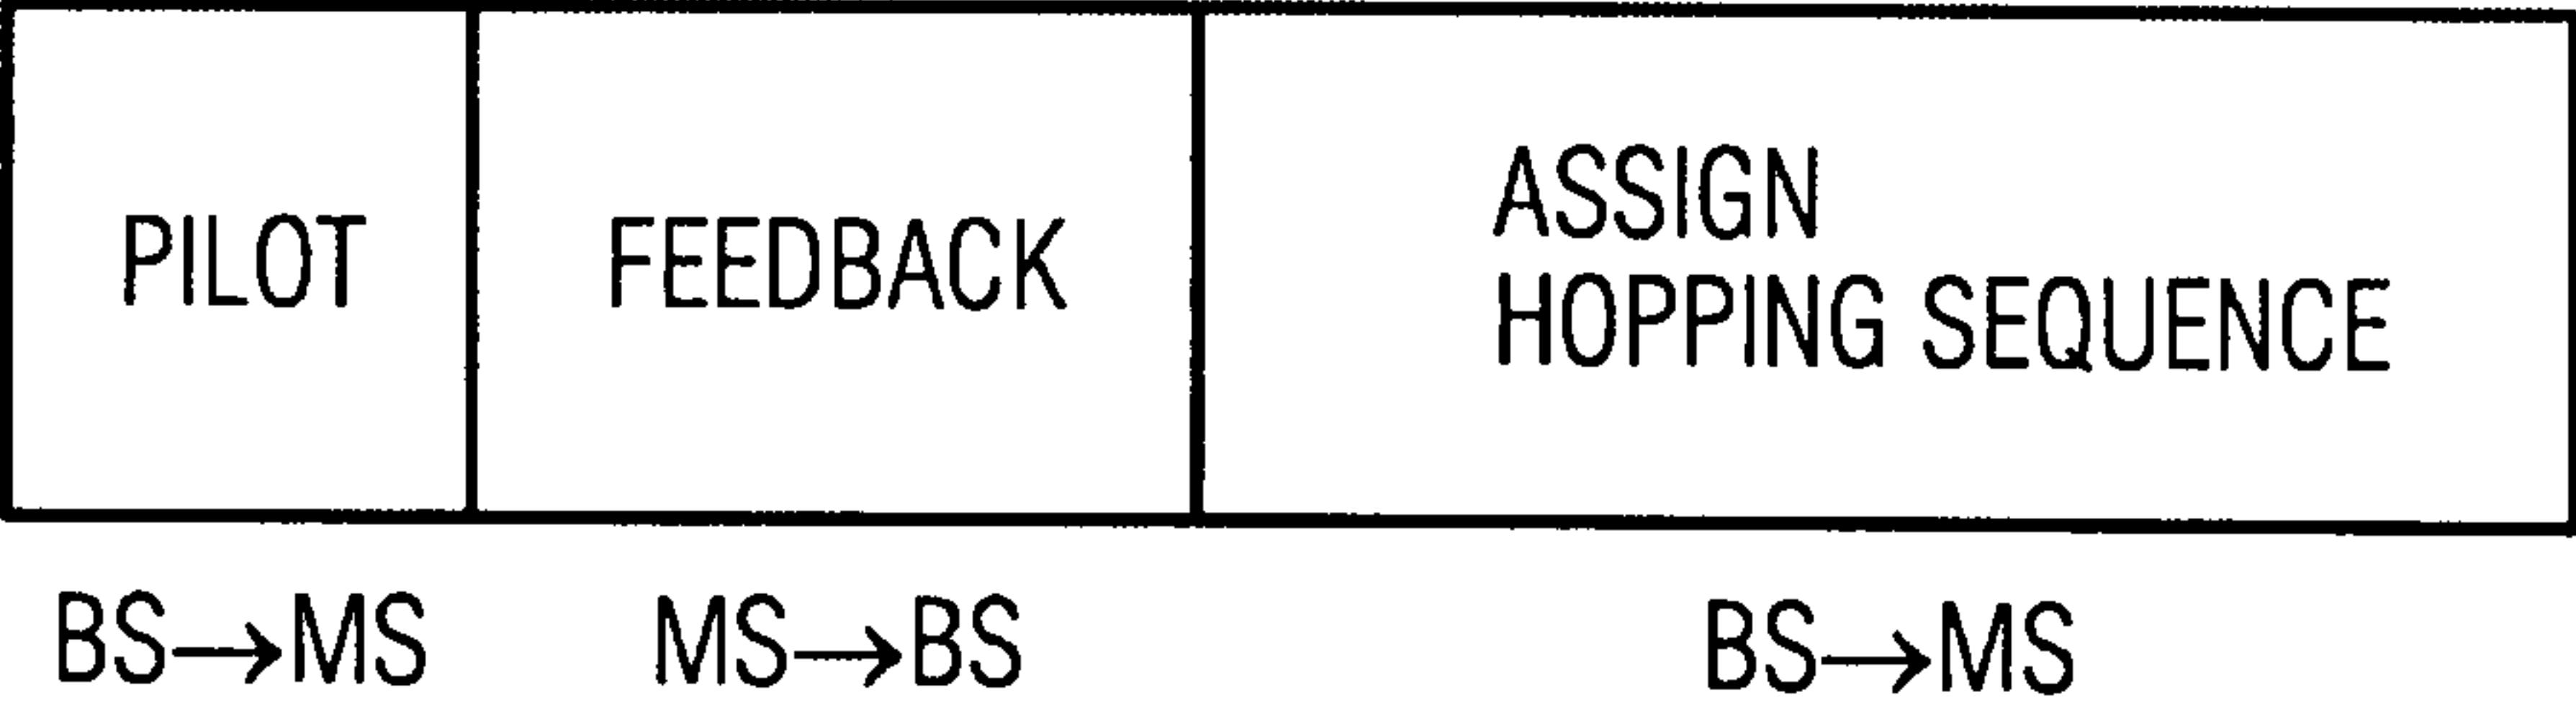 PILOT
FEEDBACK
ASSIGN
HOPPING SEQUENCE
BS→MS
MS→BS
BS→MS